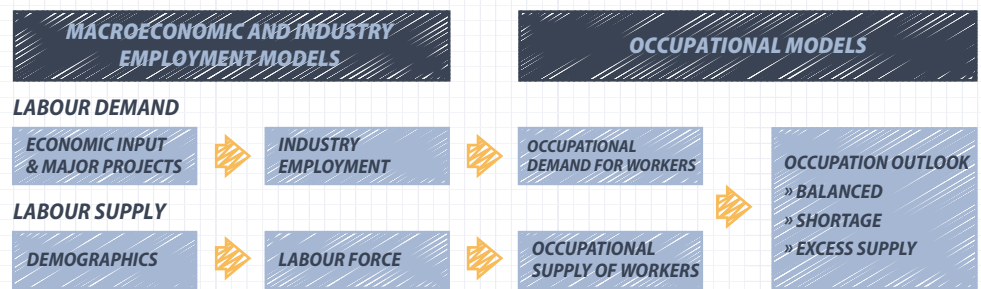 MACROECONOMIC AND INDUSTRY
EMPLOYMENT MODELS
OCCUPATIONAL MODELS
LABOUR DEMAND
ECONOMIC INPUT
& MAJOR PROJECTS
INDUSTRY
EMPLOYMENT
OCCUPATIONAL
DEMAND FOR WORKERS
LABOUR SUPPLY
DEMOGRAPHICS
LABOUR FORCE
OCCUPATIONAL
SUPPLY OF WORKERS
OCCUPATION OUTLOOK
» BALANCED
» SHORTAGE
» EXCESS SUPPLY